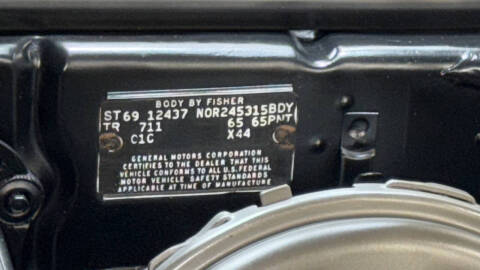 BODY BY FISHER
ST69 12437 NOR245315BDY
TR 711 65 65PNT
C1C X44
GENERAL MOTORS CORPORATION
CERTIFIES TO THE DEALER THAT THIS
VEHICLE CONFORMS TO ALL U.S. FEDERAL
MOTOR VEHICLE SAFETY STANDARDS
APPLICABLE AT TIME OF MANUFACTURE